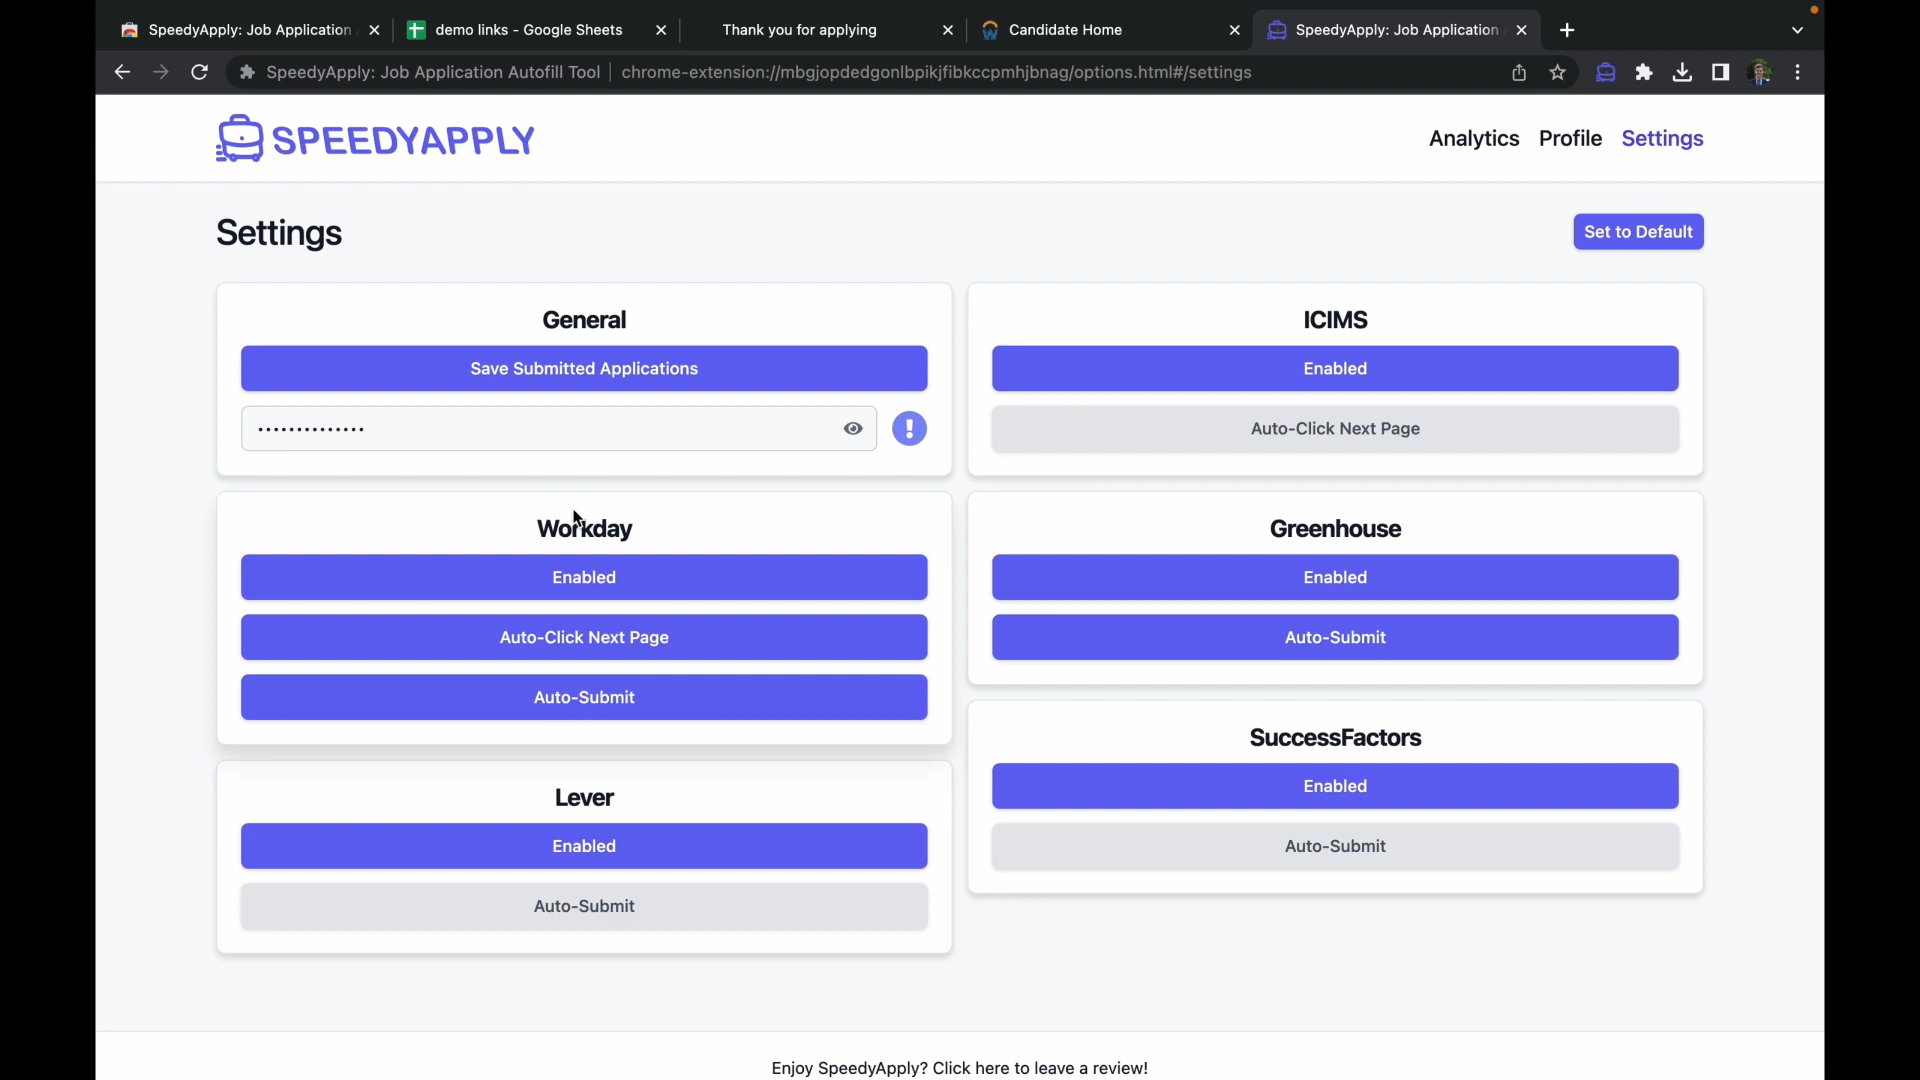 SpeedyApply: Job Application
demo links - Google Sheets
Thank you for applying
Candidate Home
SpeedyApply: Job Application
SpeedyApply: Job Application Autofill Tool
chrome-extension://mbgjopdedgonlbpikjfibkccpmhjbnag/options.html#/settings
SPEEDYAPPLY
Analytics
Profile
Settings
Settings
Set to Default
General
Save Submitted Applications
••••••••••••••
!
ICIMS
Enabled
Auto-Click Next Page
Workday
Enabled
Auto-Click Next Page
Auto-Submit
Greenhouse
Enabled
Auto-Submit
Lever
Enabled
Auto-Submit
SuccessFactors
Enabled
Auto-Submit
Enjoy SpeedyApply? Click here to leave a review!